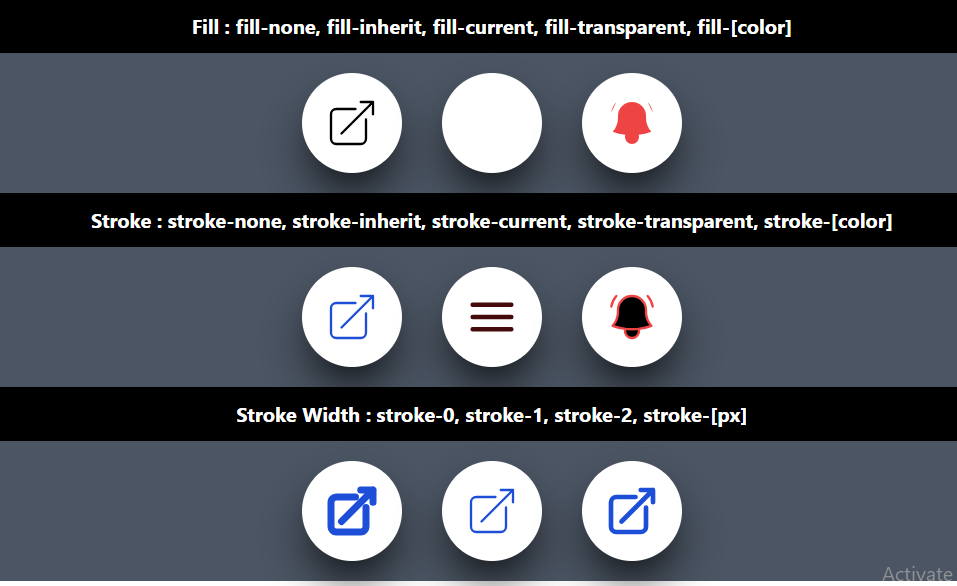 Fill : fill-none, fill-inherit, fill-current, fill-transparent, fill-[color]
Stroke : stroke-none, stroke-inherit, stroke-current, stroke-transparent, stroke-[color]
Stroke Width : stroke-0, stroke-1, stroke-2, stroke-[px]
Activate